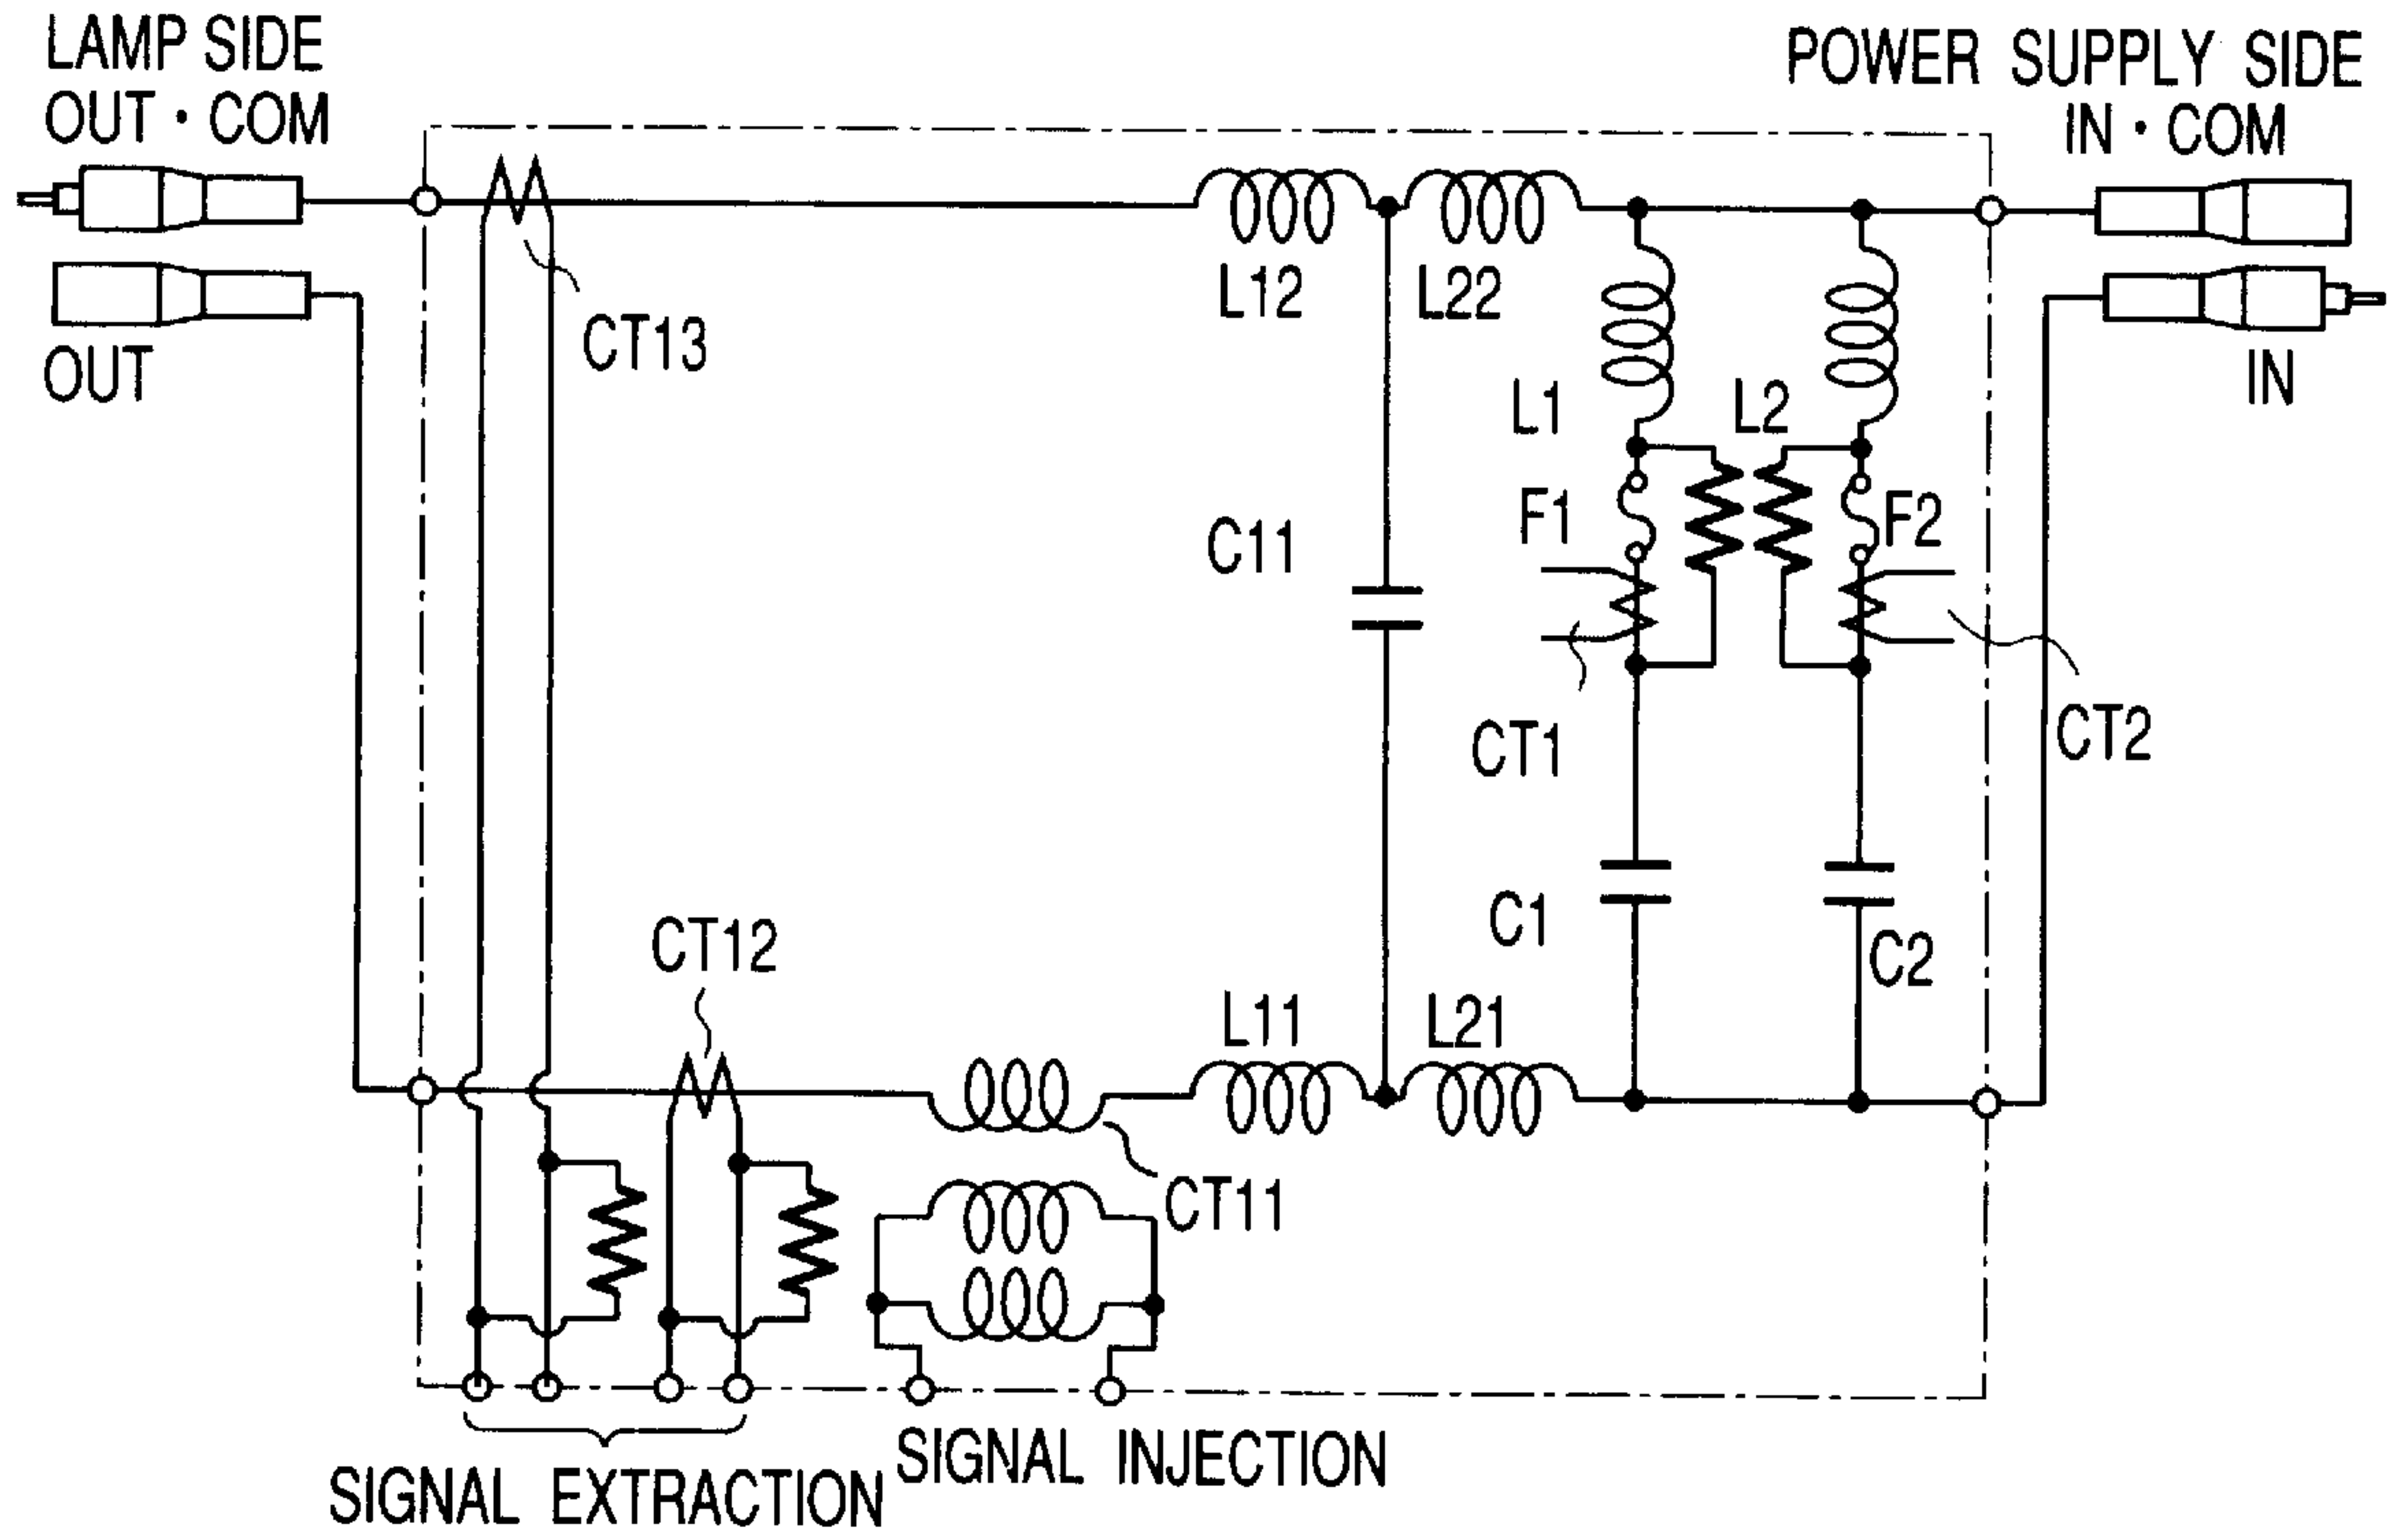 LAMP SIDE
OUT・COM
POWER SUPPLY SIDE
IN・COM
OUT
CT13
L12
L22
IN
L1
L2
F1
F2
C11
CT1
CT2
C1
C2
CT12
L11
L21
CT11
SIGNAL EXTRACTION
SIGNAL INJECTION